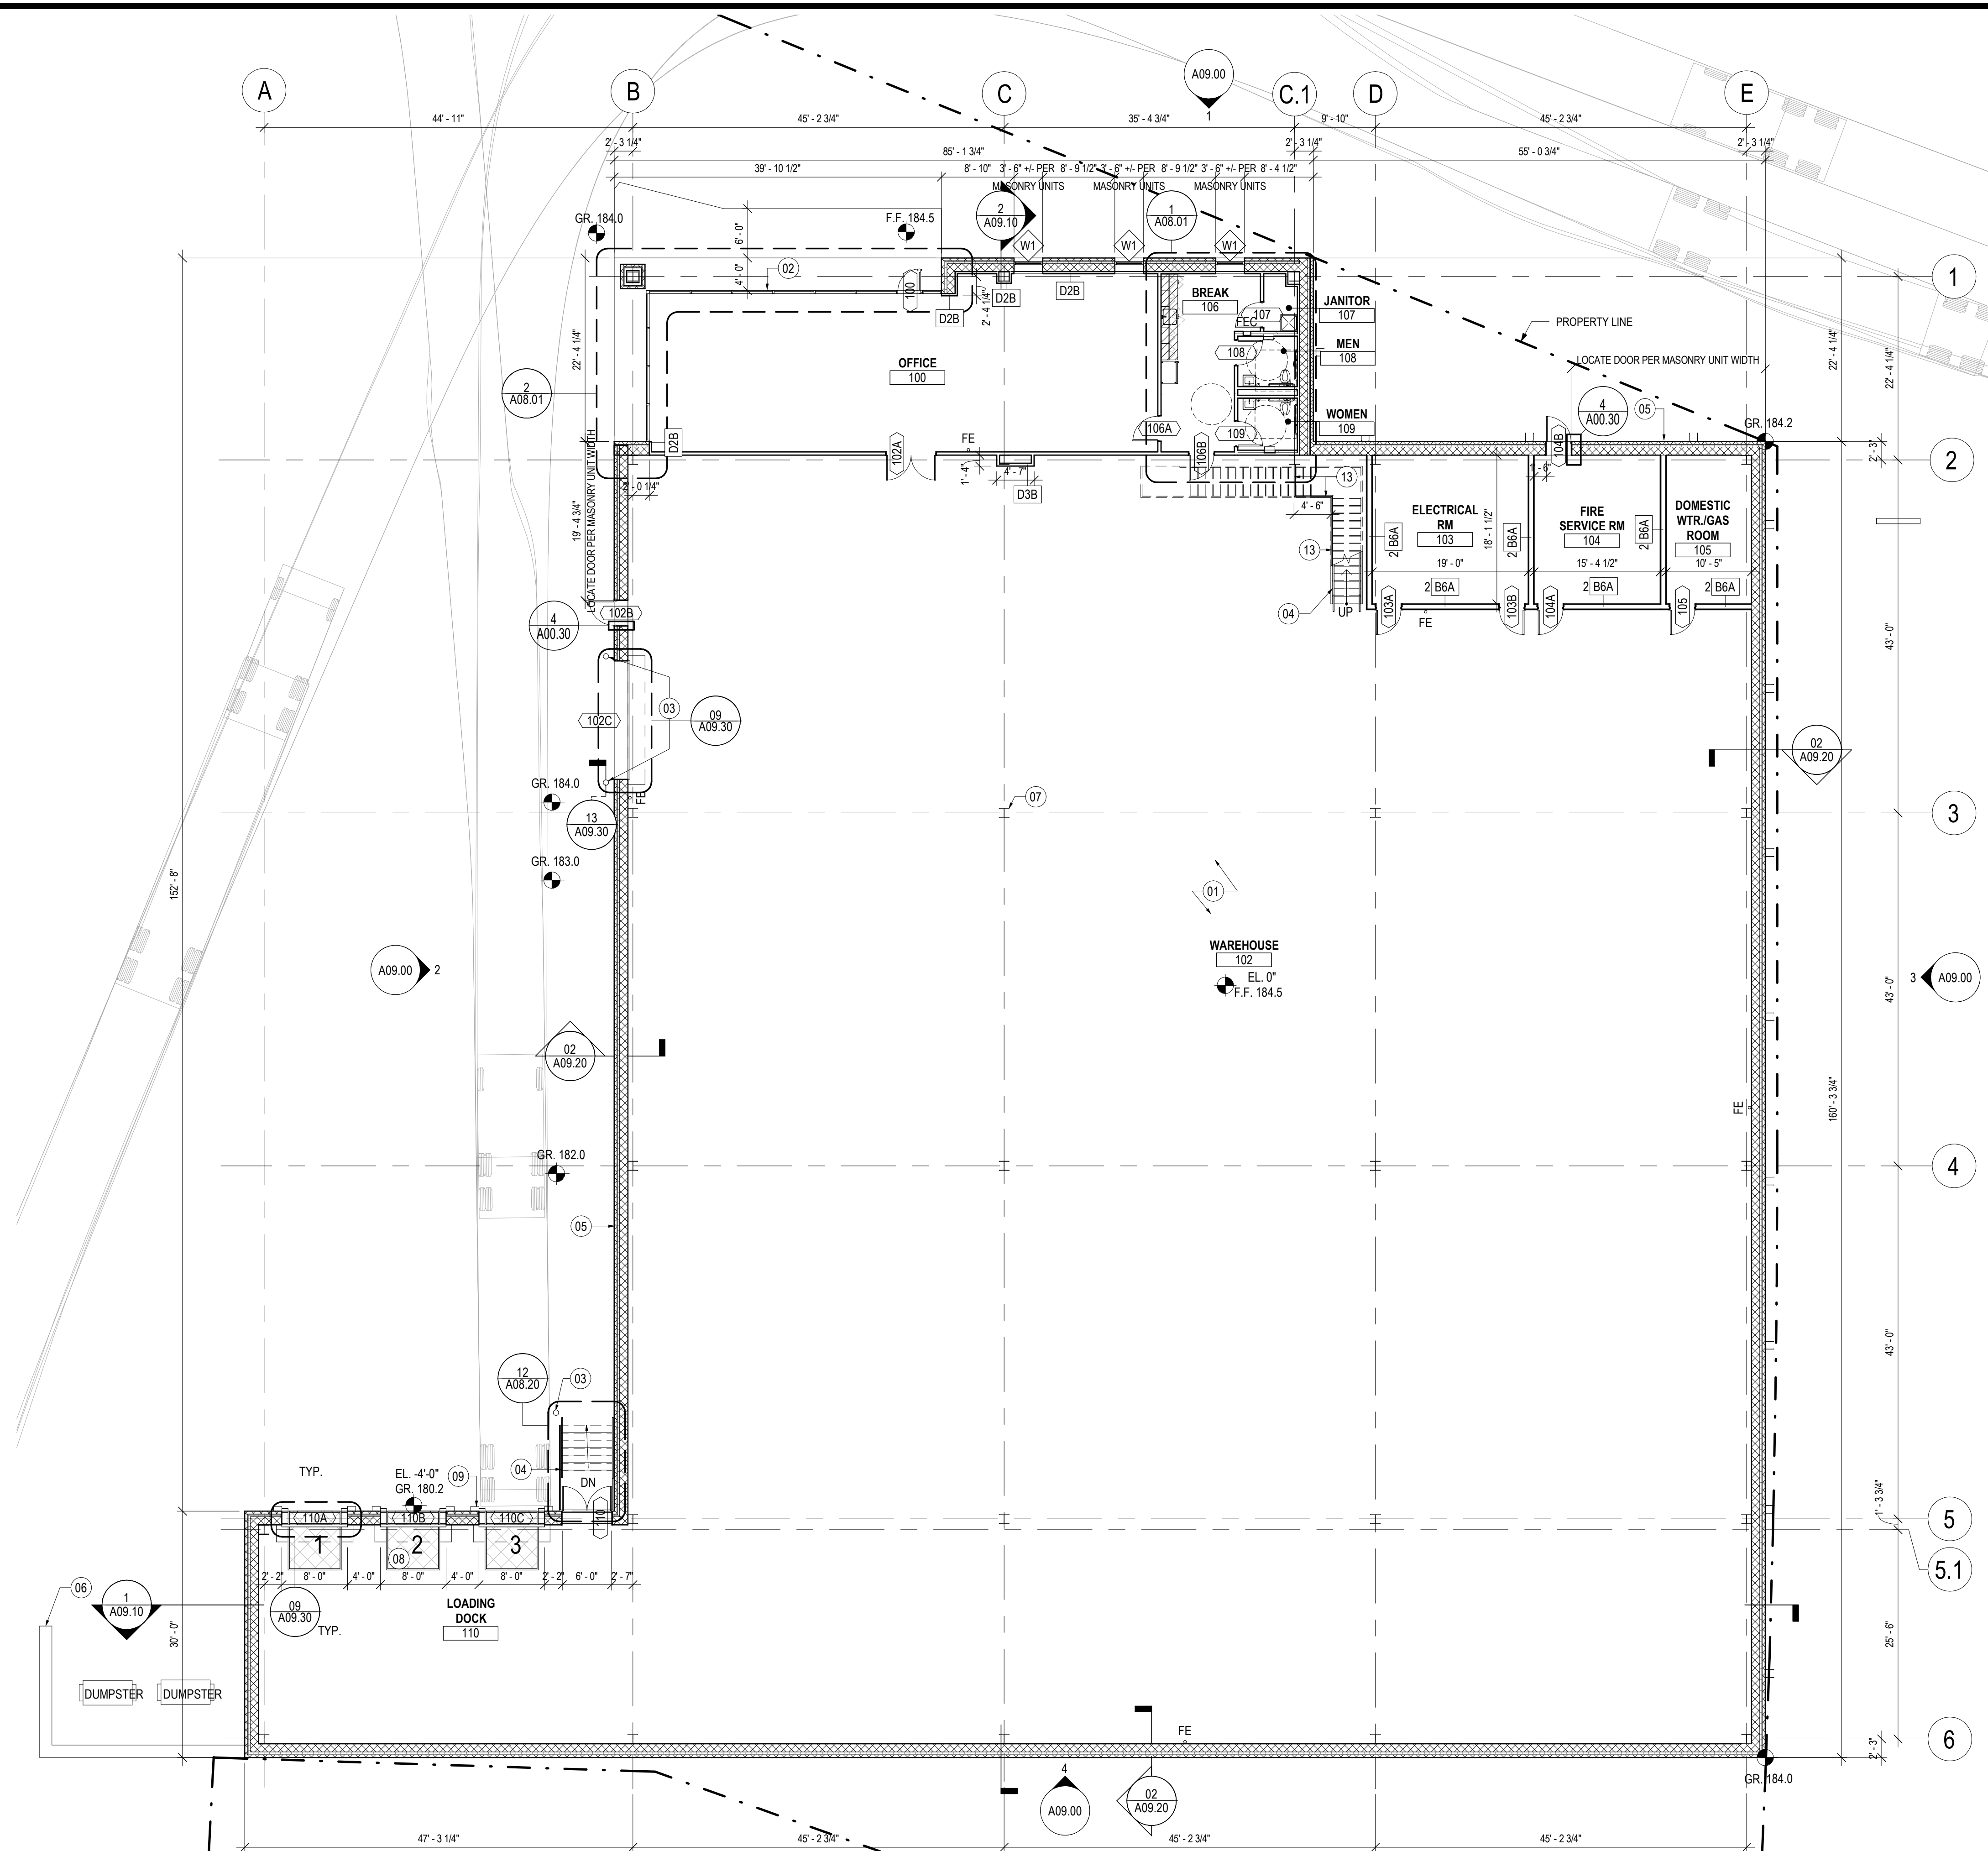 A
B
C
C.1
D
E
A09.00
1
44' - 11"
45' - 2 3/4"
35' - 4 3/4"
9' - 10"
45' - 2 3/4"
2' - 3 1/4"
85' - 1 3/4"
2' - 3 1/4"
55' - 0 3/4"
2' - 3 1/4"
39' - 10 1/2"
8' - 10"
3' - 6" +/- PER
MASONRY UNITS
8' - 9 1/2"
3' - 6" +/- PER
MASONRY UNITS
8' - 9 1/2"
3' - 6" +/- PER
MASONRY UNITS
8' - 4 1/2"
GR. 184.0
6' - 0"
F.F. 184.5
2
A09.10
1
A08.01
W1
W1
W1
4' - 0"
02
100
D2B
D2B
D2B
2' - 4 1/4"
BREAK
106
FEC
107
JANITOR
107
1
PROPERTY LINE
MEN
108
108
LOCATE DOOR PER MASONRY UNIT WIDTH
22' - 4 1/4"
22' - 4 1/4"
22' - 4 1/4"
OFFICE
100
2
A08.01
4
A00.30
05
WOMEN
109
109
GR. 184.2
D2B
102A
FE
106A
106B
104B
2' - 3"
2
1' - 4"
4' - 7"
D3B
2' - 0 1/4"
13
4' - 6"
1' - 6"
19' - 4 3/4"
LOCATE DOOR PER MASONRY UNIT WIDTH
ELECTRICAL
RM
103
18' - 1 1/2"
FIRE
SERVICE RM
104
DOMESTIC
WTR./GAS
ROOM
105
2 B6A
2 B6A
2 B6A
13
19' - 0"
15' - 4 1/2"
10' - 5"
2 B6A
2 B6A
2 B6A
04
UP
103A
FE
103B
104A
105
102B
4
A00.30
43' - 0"
03
102C
09
A09.30
02
A09.20
GR. 184.0
FE
13
A09.30
07
3
GR. 183.0
152' - 8"
01
WAREHOUSE
102
EL. 0"
F.F. 184.5
A09.00
2
3
A09.00
43' - 0"
02
A09.20
FE
160' - 3 3/4"
GR. 182.0
4
05
43' - 0"
12
A08.20
03
TYP.
EL. -4'-0"
GR. 180.2
09
04
DN
1' - 3 3/4"
110A
110B
110C
110
5
1
2
3
08
5.1
2' - 2"
8' - 0"
4' - 0"
8' - 0"
4' - 0"
8' - 0"
2' - 2"
6' - 0"
2' - 7"
06
1
A09.10
09
A09.30
TYP.
LOADING
DOCK
110
30' - 0"
25' - 6"
DUMPSTER
DUMPSTER
FE
6
2' - 3"
4
A09.00
02
A09.20
GR. 184.0
47' - 3 1/4"
45' - 2 3/4"
45' - 2 3/4"
45' - 2 3/4"